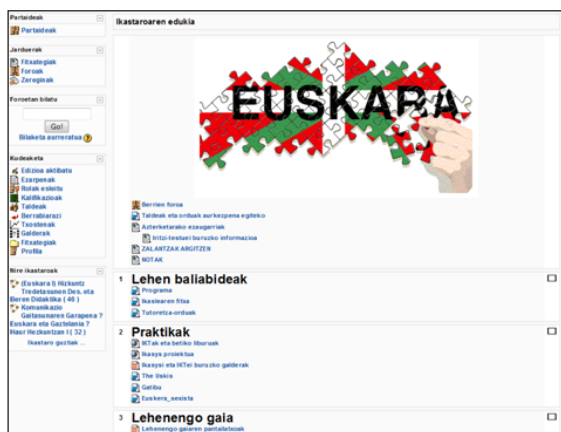 Partaideak
Partaideak
Jarduerak
Fitxategiak
Foroak
Zereginak
Foroetan bilatu
Go!
Bilaketa aurreratua
Kudeaketa
Edizioa aktibatu
Ezarpenak
Rolak esleitu
Kalifikazioak
Taldeak
Berrabiarazi
Txostenak
Galderak
Fitxategiak
Profila
Nire ikastaroak
(Euskara I) Hizkuntz
Tredetasunen Des. eta
Beren Didaktika ( 46 )
Komunikazio
Gaitasunaren Garapena ?
Euskara eta Gaztelania ?
Haur Hezkuntzan I ( 32 )
Ikastaro guztiak ...
Ikastaroaren edukia
EUSKARA
Berrien foroa
Taldeak eta orduak aurkezpena egiteko
Azterketarako ezaugarriak
Iritzi-testuei buruzko informazioa
ZALANTZAK ARGITZEN
NOTAK
1 Lehen baliabideak
Programa
Ikaslearen fitxa
Tutoretza-orduak
2 Praktikak
IKTak eta betiko liburuak
Ikasys proiektua
Ikasysi eta IKTei buruzko galderak
The Uskis
Gatibu
Euskera_sexista
3 Lehenengo gaia
Lehenengo gaiaren pantailatxoak